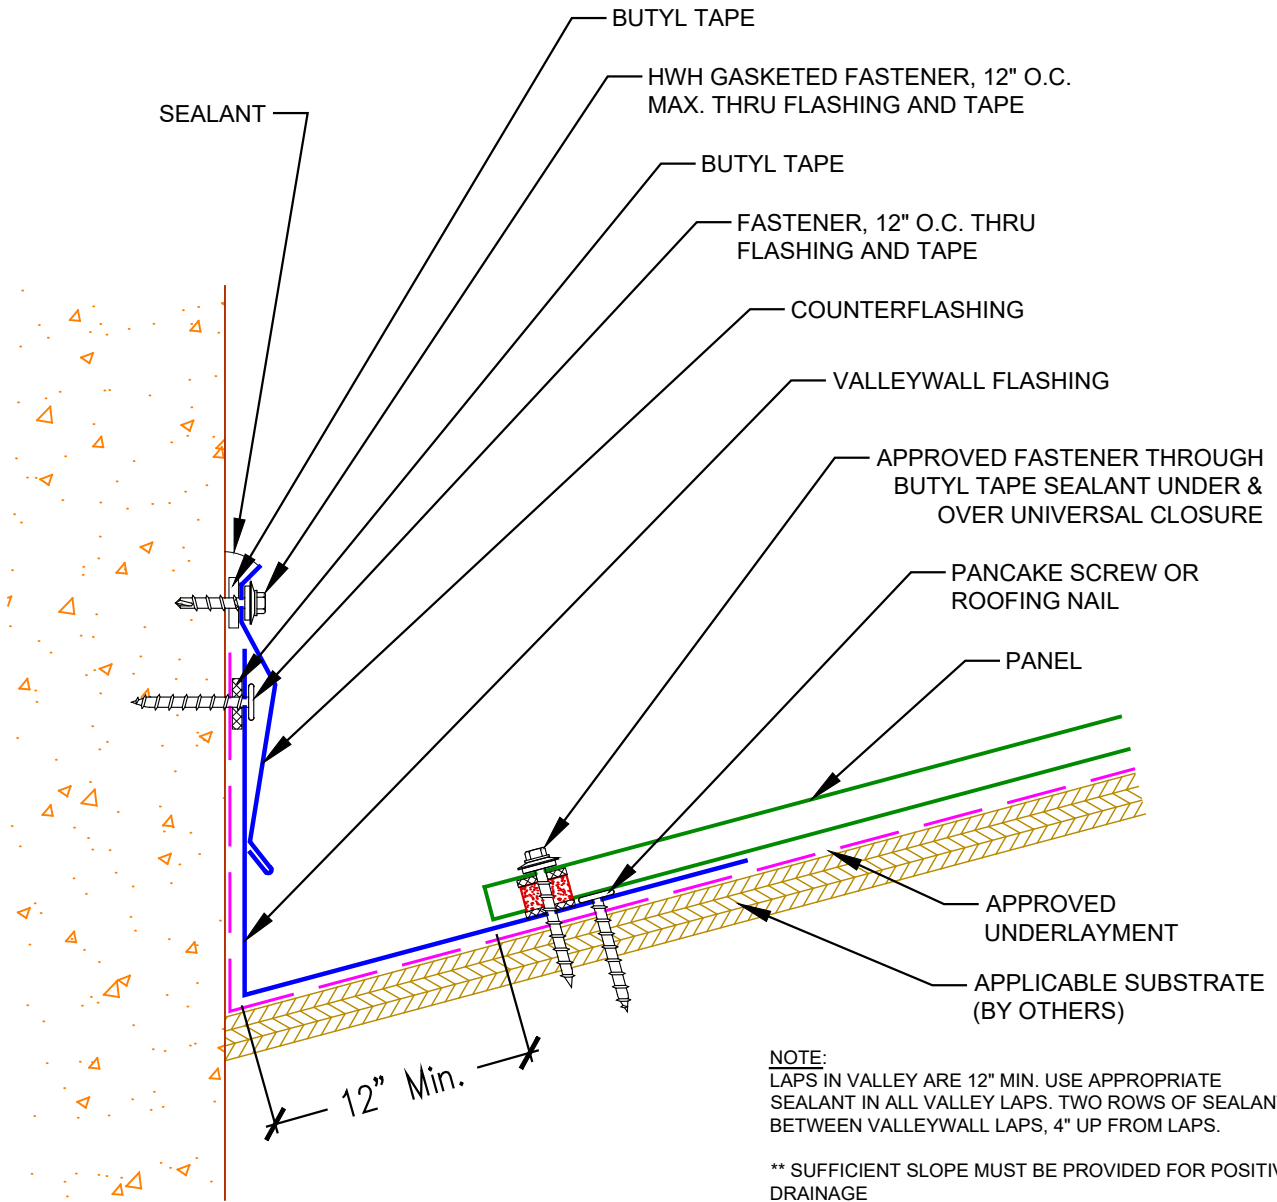 BUTYL TAPE
HWH GASKETED FASTENER, 12" O.C.
MAX. THRU FLASHING AND TAPE
SEALANT
BUTYL TAPE
FASTENER, 12" O.C. THRU
FLASHING AND TAPE
COUNTERFLASHING
VALLEYWALL FLASHING
APPROVED FASTENER THROUGH
BUTYL TAPE SEALANT UNDER &
OVER UNIVERSAL CLOSURE
PANCAKE SCREW OR
ROOFING NAIL
PANEL
APPROVED
UNDERLAYMENT
APPLICABLE SUBSTRATE
(BY OTHERS)
12" Min.
NOTE:
LAPS IN VALLEY ARE 12" MIN. USE APPROPRIATE
SEALANT IN ALL VALLEY LAPS. TWO ROWS OF SEALANT
BETWEEN VALLEYWALL LAPS, 4" UP FROM LAPS.
** SUFFICIENT SLOPE MUST BE PROVIDED FOR POSITIV
DRAINAGE